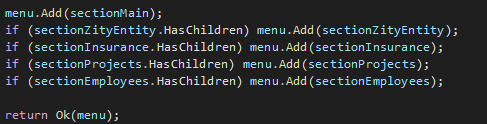 menu.Add(sectionMain);
if (sectionZityEntity.HasChildren) menu.Add(sectionZityEntity);
if (sectionInsurance.HasChildren) menu.Add(sectionInsurance);
if (sectionProjects.HasChildren) menu.Add(sectionProjects);
if (sectionEmployees.HasChildren) menu.Add(sectionEmployees);
return Ok(menu);